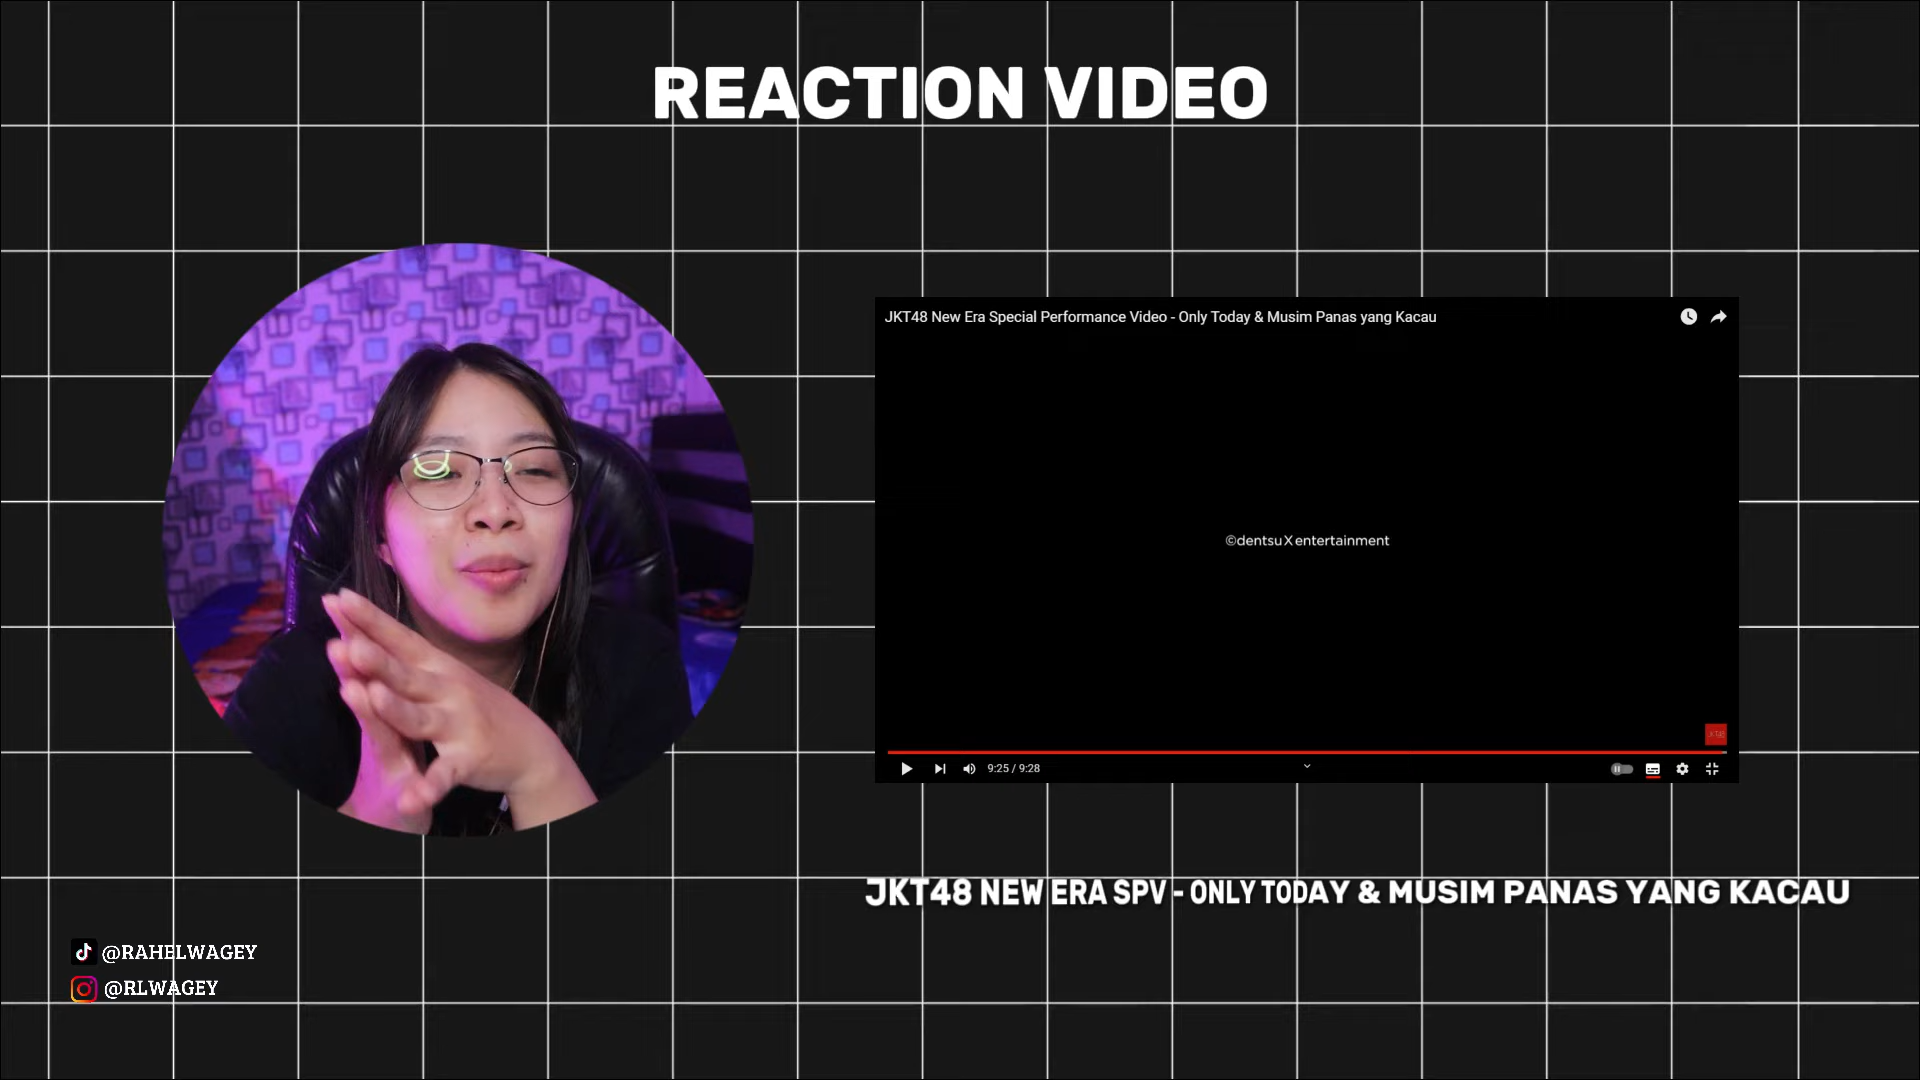 REACTION VIDEO
JKT48 New Era Special Performance Video - Only Today & Musim Panas yang Kacau
©dentsu X entertainment
JKT48
9:25 / 9:28
JKT48 NEW ERA SPV - ONLY TODAY & MUSIM PANAS YANG KACAU
@RAHELWAGEY
@RLWAGEY